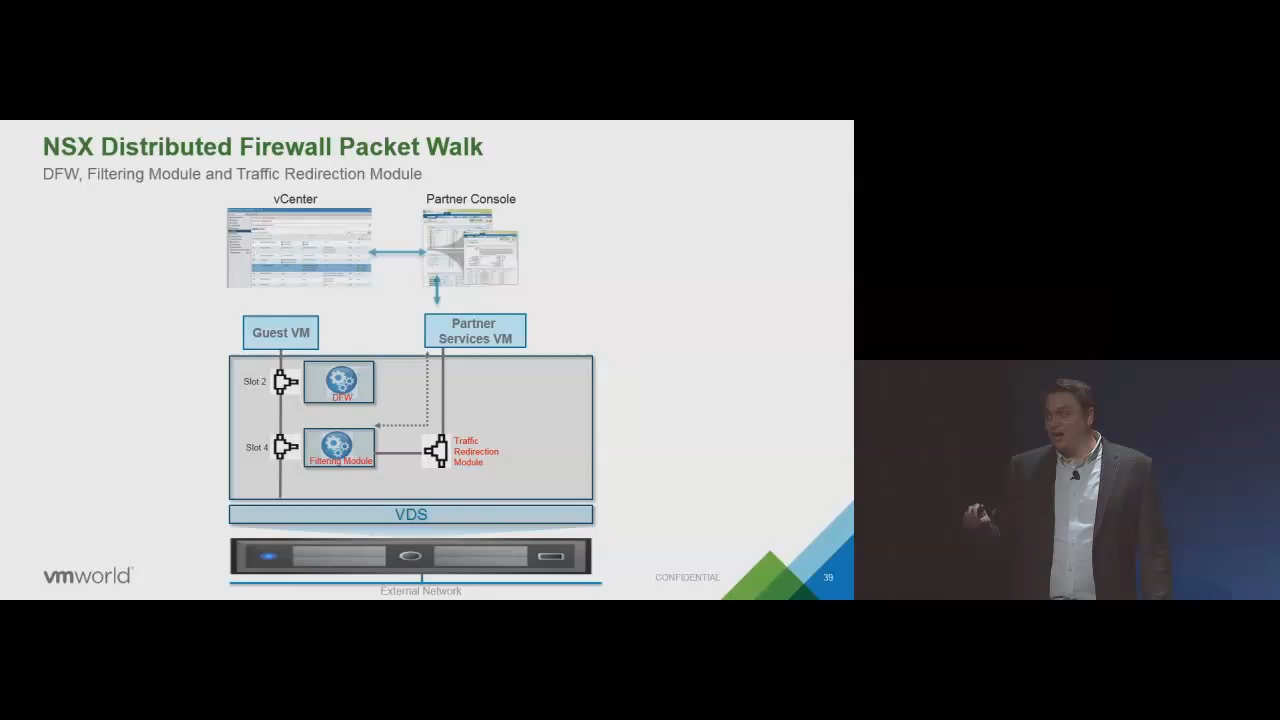 NSX Distributed Firewall Packet Walk
DFW, Filtering Module and Traffic Redirection Module
vCenter
Partner Console
Guest VM
Partner
Services VM
Slot 2
DFW
Slot 4
Filtering Module
Traffic
Redirection
Module
VDS
External Network
vmworld
CONFIDENTIAL
39